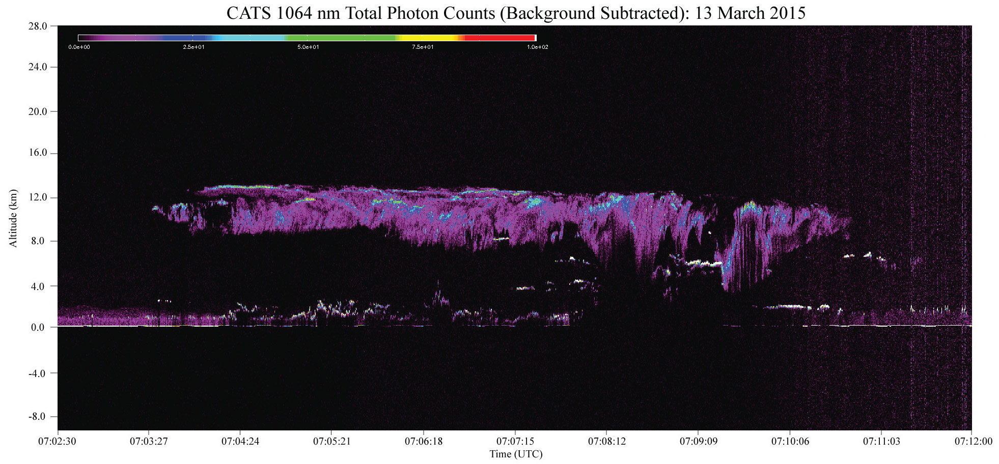 CATS 1064 nm Total Photon Counts (Background Subtracted): 13 March 2015
28.0
0.0e+00 2.5e+01 5.0e+01 7.5e+01 1.0e+02
24.0
20.0
16.0
12.0
8.0
4.0
0.0
-4.0
-8.0
Altitude (km)
07:02:30 07:03:27 07:04:24 07:05:21 07:06:18 07:07:15 07:08:12 07:09:09 07:10:06 07:11:03 07:12:00
Time (UTC)